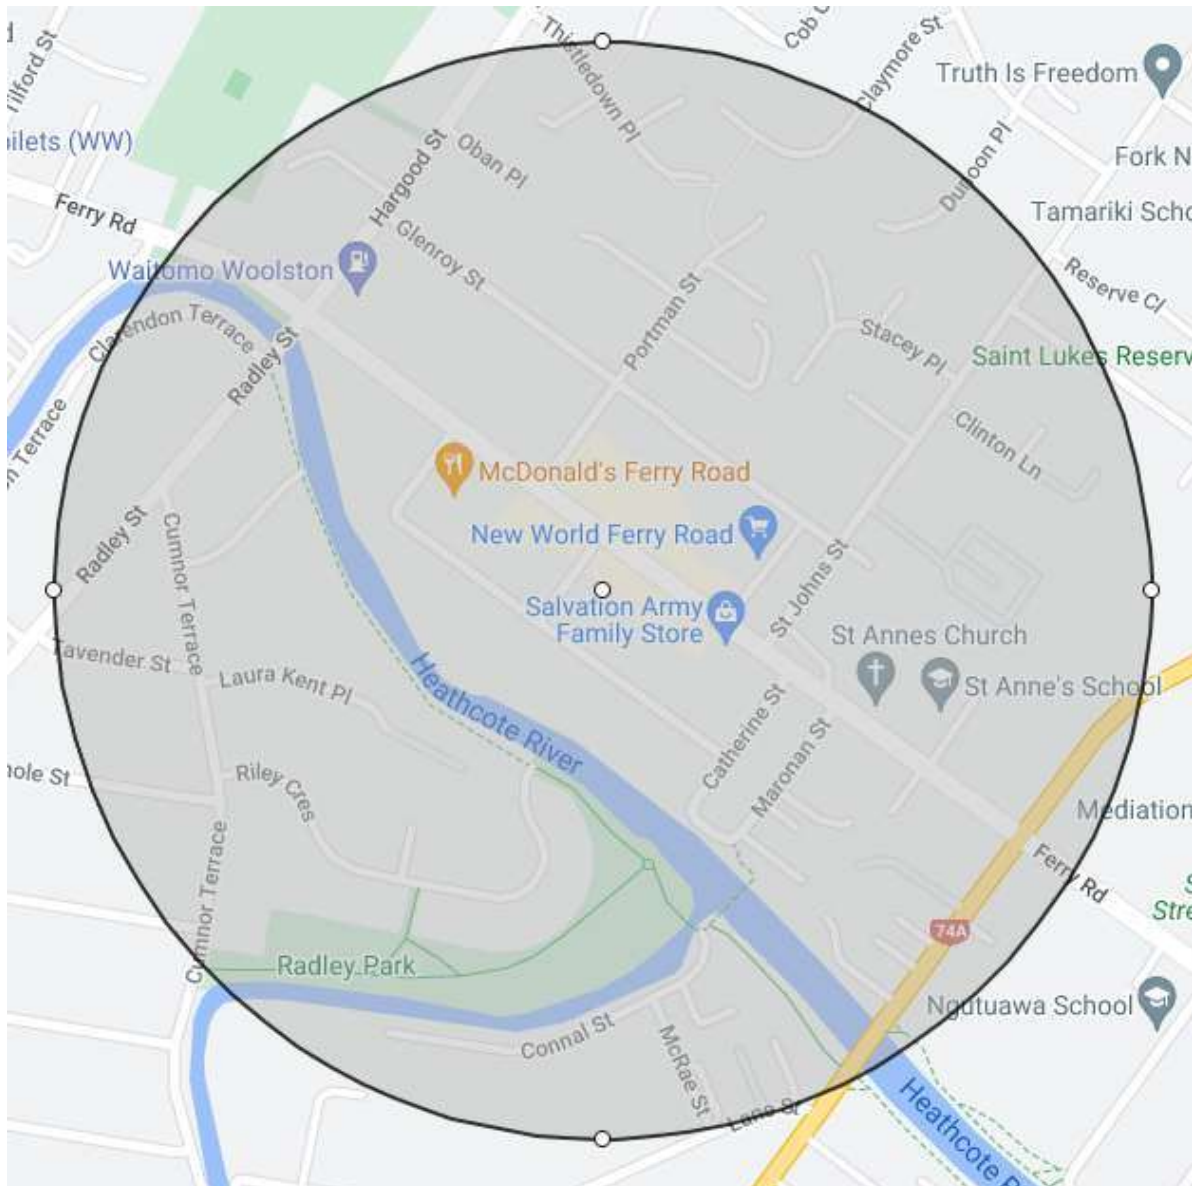 Tilford St
Thistledown Pl
Cob
Claymore St
Truth Is Freedom
(WW)
Hargood St
Oban Pl
Fork N
Dunoon Pl
Ferry Rd
Tamariki Scho
Glenroy St
Waitomo Woolston
Reserve Cl
Portman St
Clarendon Terrace
Stacey Pl
Radley St
Saint Lukes Reserv
Terrace
Clinton Ln
McDonald's Ferry Road
New World Ferry Road
Radley St
Cumnor Terrace
St Johns St
Salvation Army
Family Store
St Annes Church
Tavender St
Laura Kent Pl
St Anne's School
Heathcote River
Catherine St
Maronan St
St
Riley Cres
Mediation
Cumnor Terrace
Ferry Rd
Stre
74A
Radley Park
Ngutuawa School
Connal St
McRae St
Lane St
Heathcote R